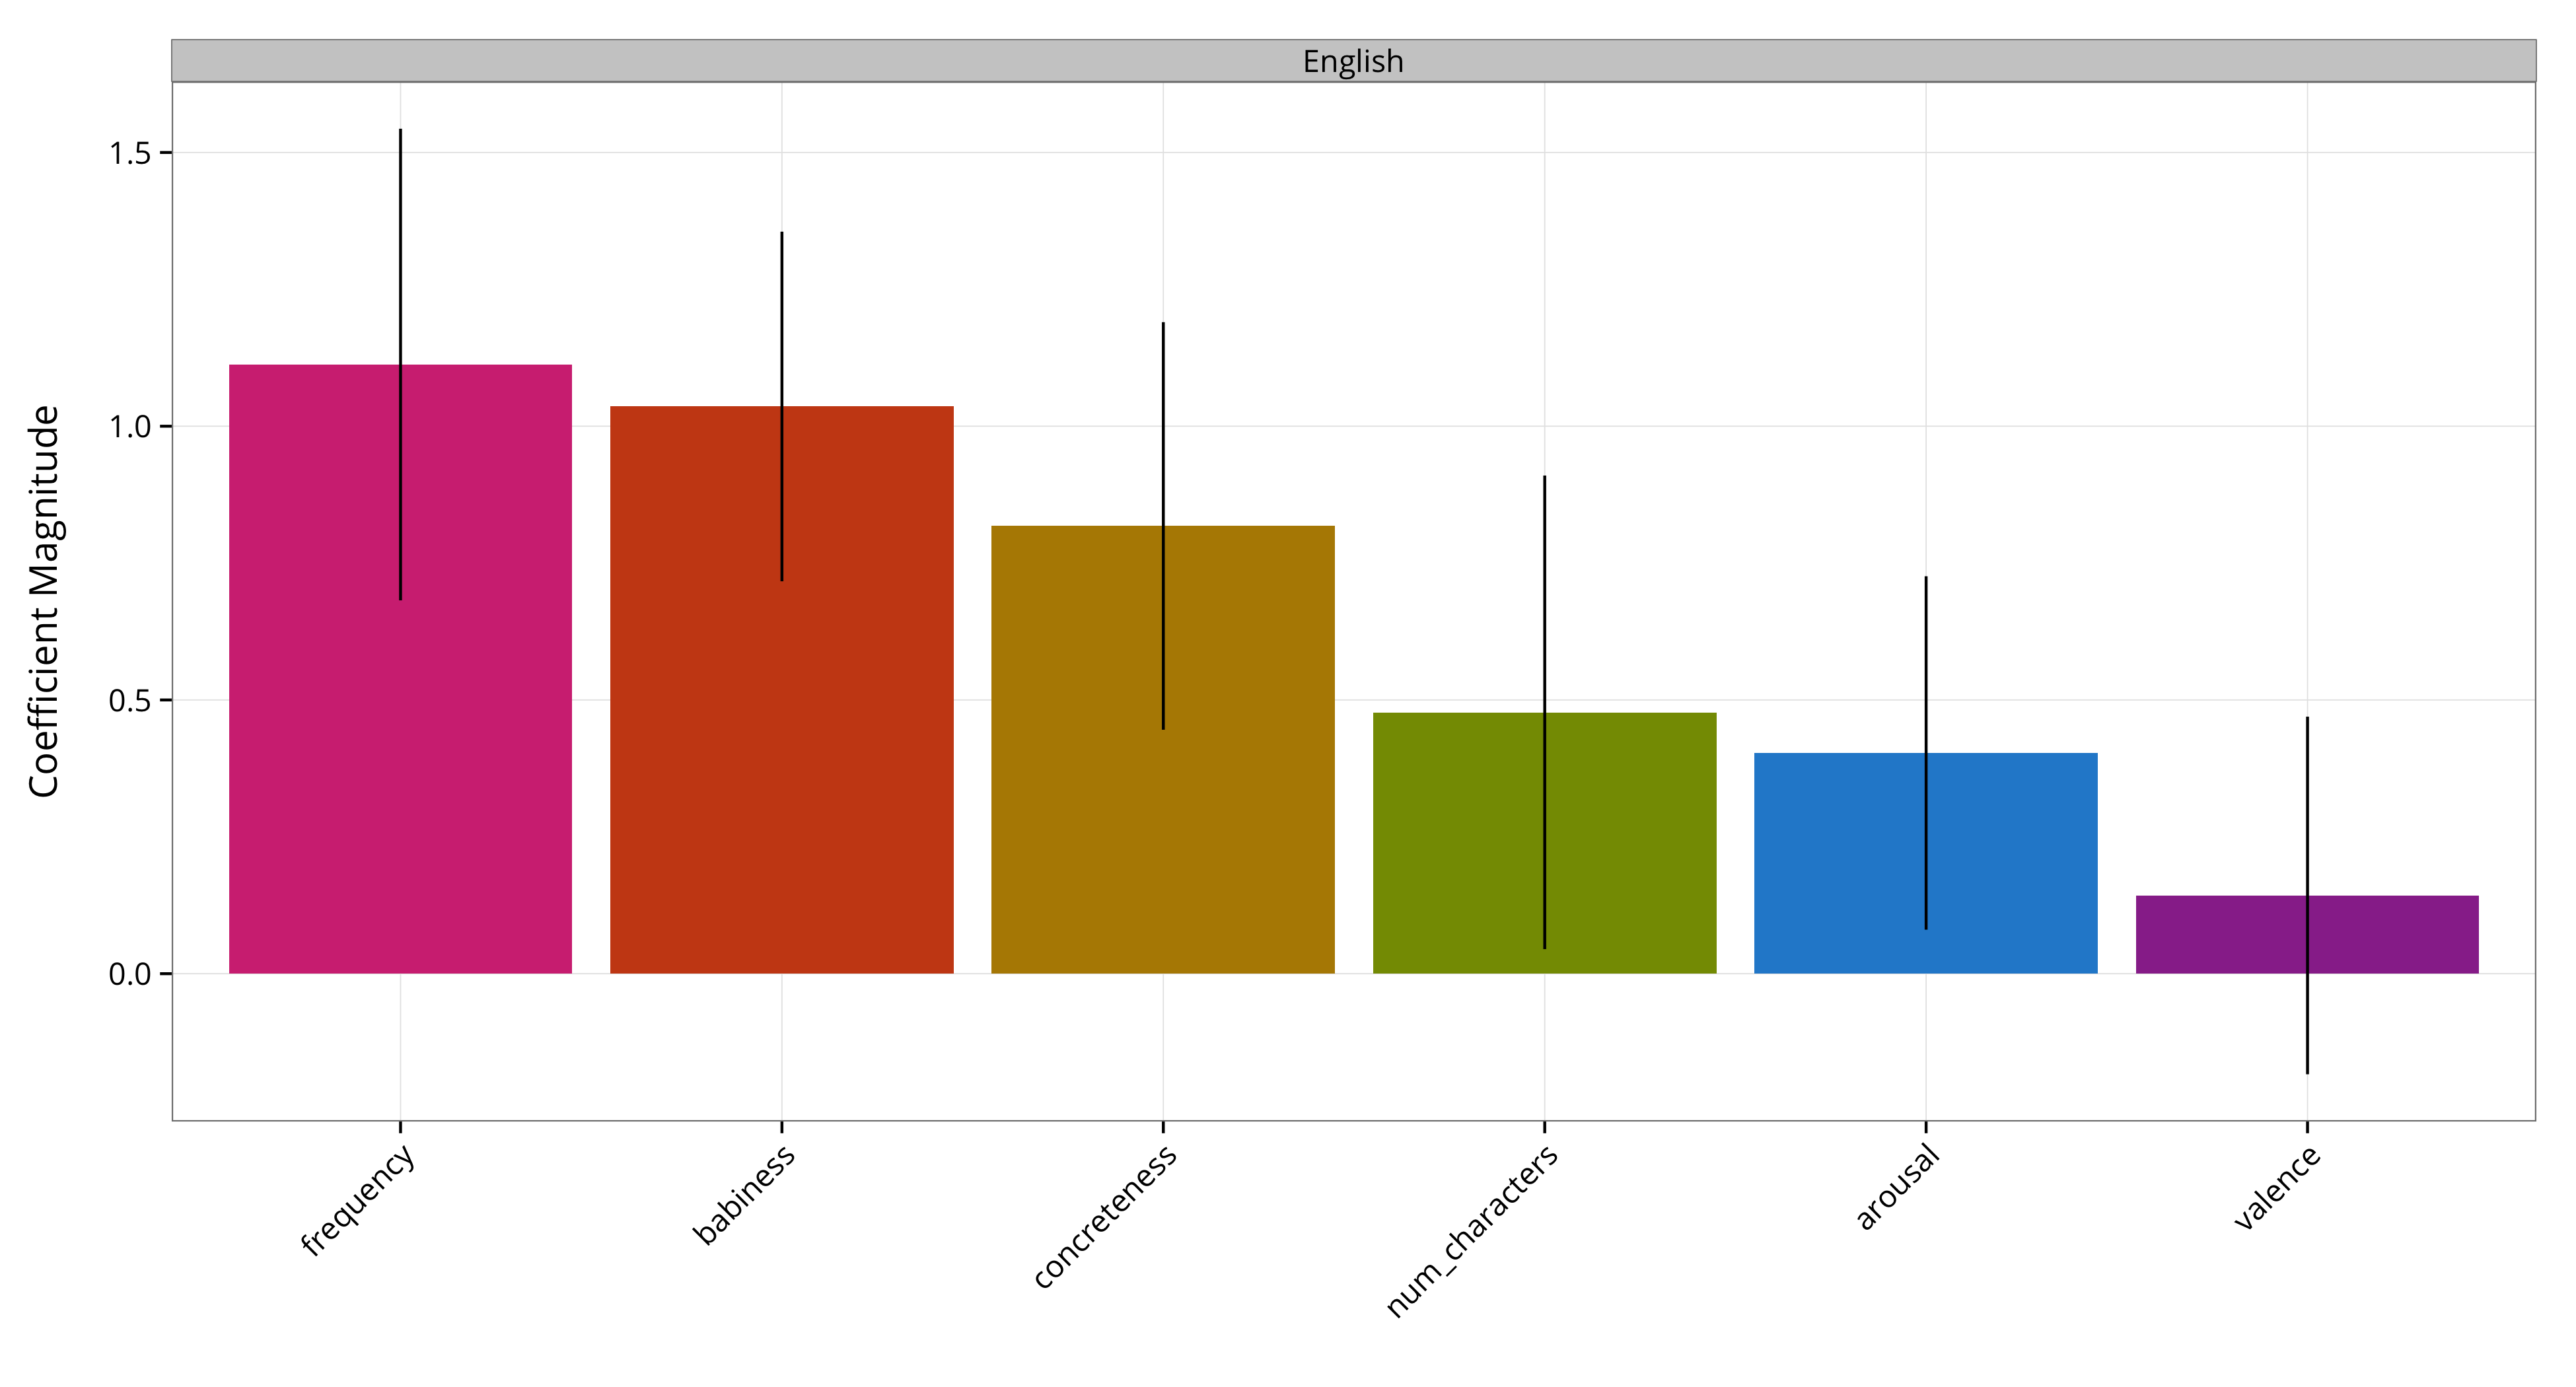 English
Coefficient Magnitude
1.5
1.0
0.5
0.0
frequency
babiness
concreteness
num_characters
arousal
valence